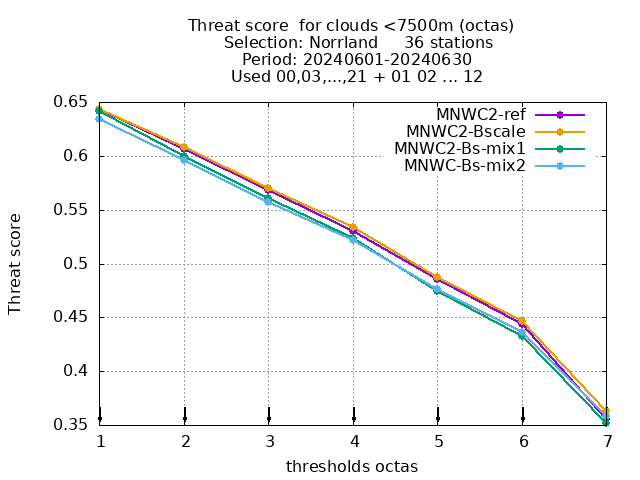 Threat score  for clouds <7500m (octas)
Selection: Norrland     36 stations
Period: 20240601-20240630
Used 00,03,...,21 + 01 02 ... 12
MNWC2-ref
MNWC2-Bscale
MNWC2-Bs-mix1
MNWC-Bs-mix2
Threat score
0.65
0.6
0.55
0.5
0.45
0.4
0.35
1 2 3 4 5 6 7
thresholds octas